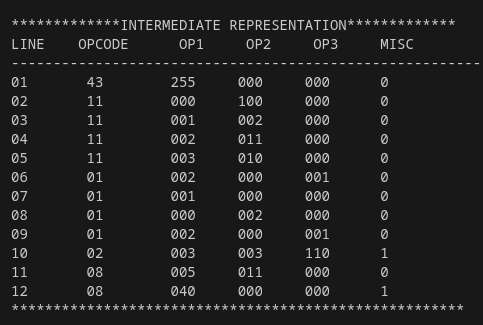 *************INTERMEDIATE REPRESENTATION*************
LINE    OPCODE      OP1     OP2     OP3     MISC
--------------------------------------------------------
01       43        255     000     000      0
02       11        000     100     000      0
03       11        001     002     000      0
04       11        002     011     000      0
05       11        003     010     000      0
06       01        002     000     001      0
07       01        001     000     000      0
08       01        000     002     000      0
09       01        002     000     001      0
10       02        003     003     110      1
11       08        005     011     000      0
12       08        040     000     000      1
******************************************************